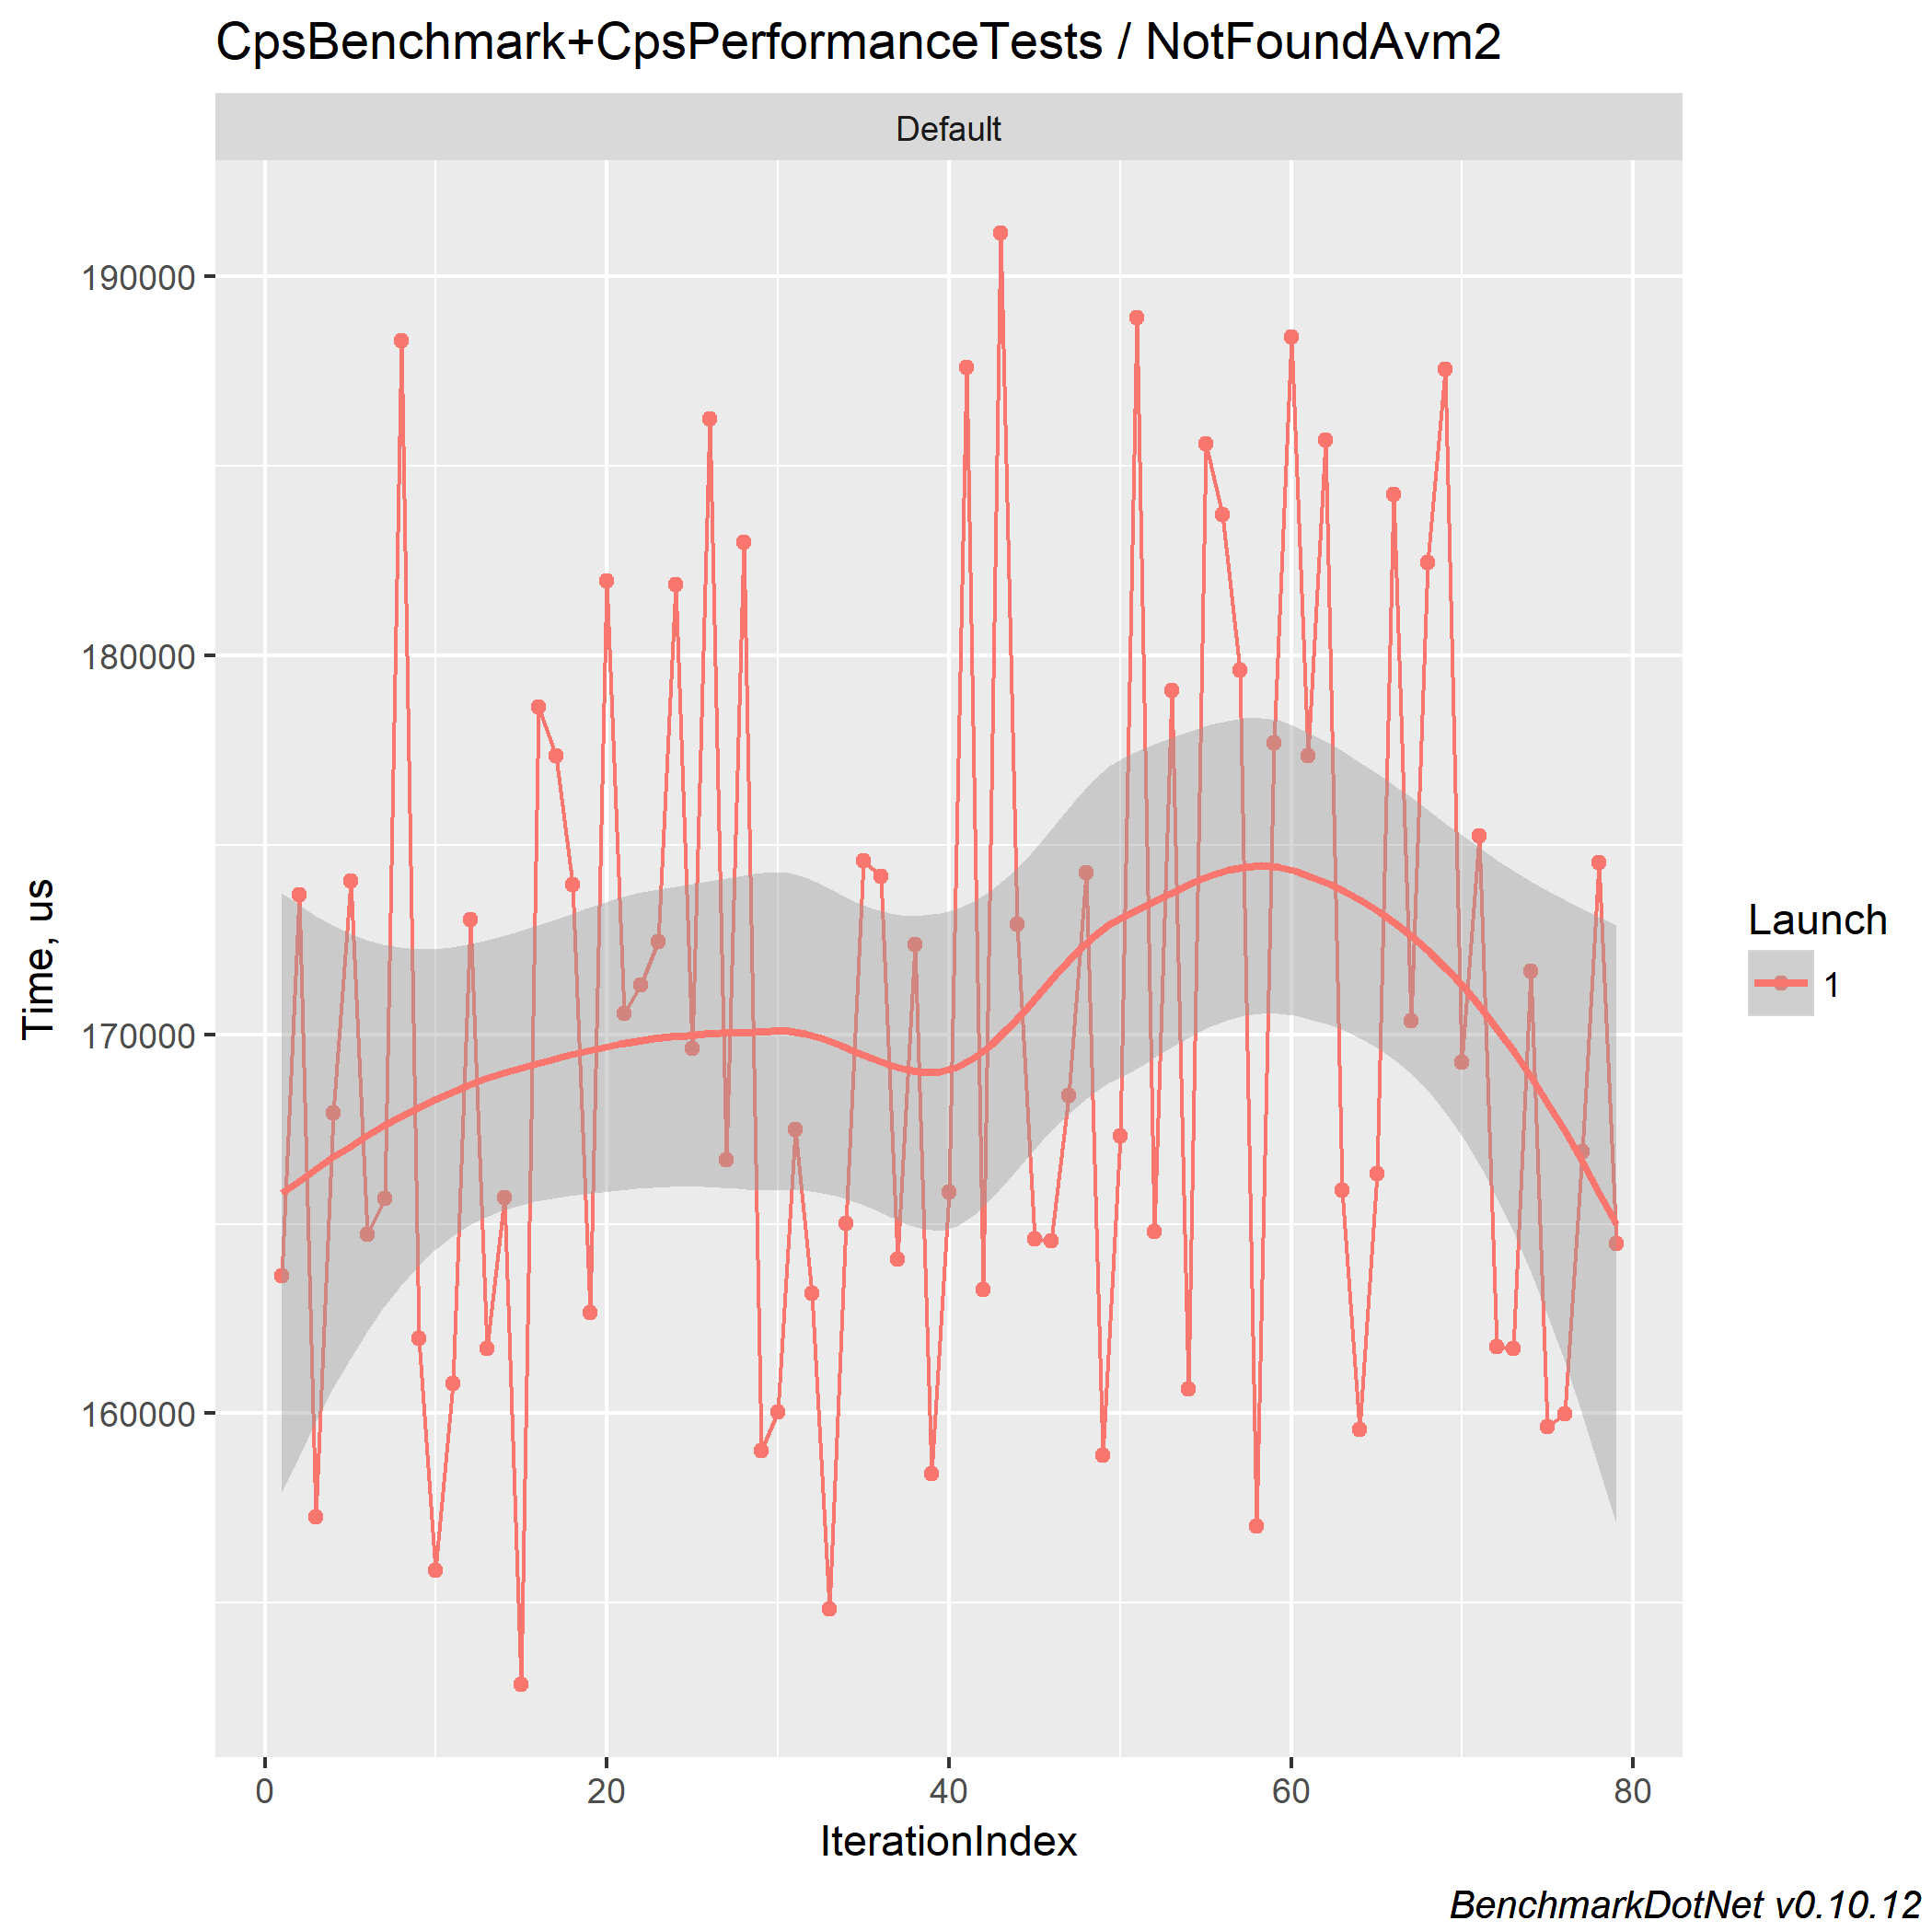 CpsBenchmark+CpsPerformanceTests / NotFoundAvm2
Default
190000
180000
170000
160000
Time, us
0 20 40 60 80
IterationIndex
Launch
1
BenchmarkDotNet v0.10.12